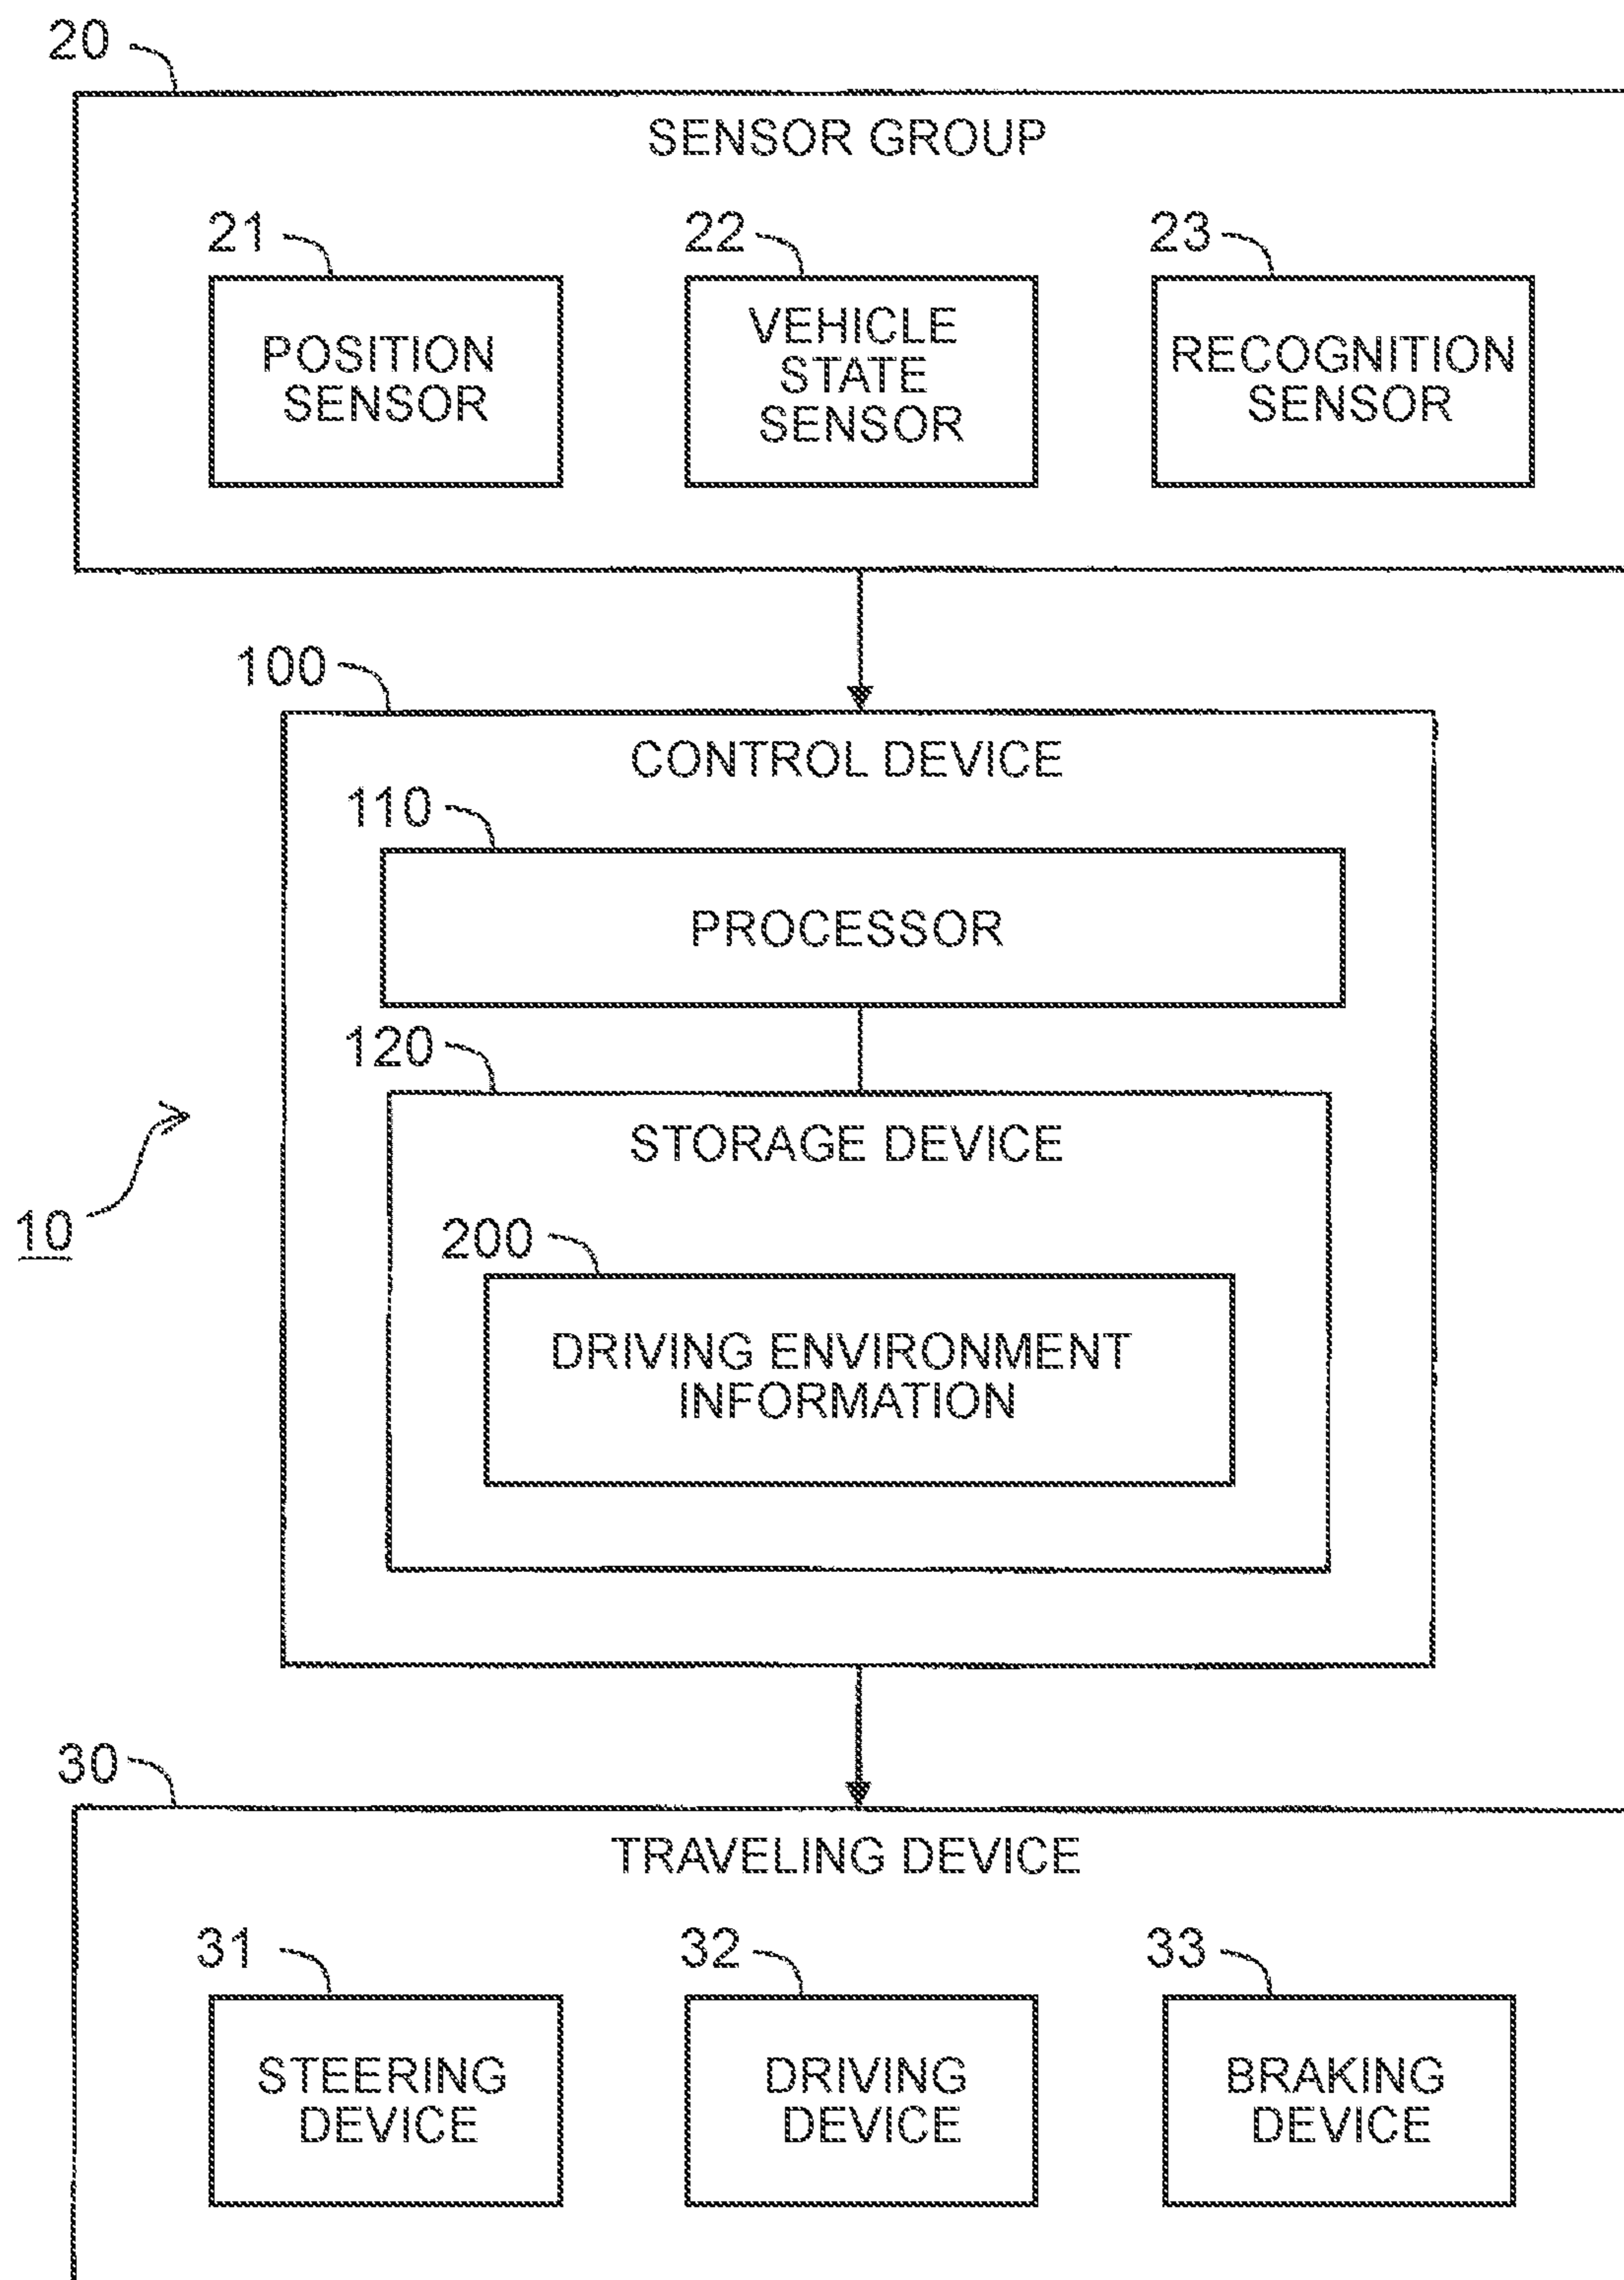 20
SENSOR GROUP
21
22
23
POSITION
SENSOR
VEHICLE
STATE
SENSOR
RECOGNITION
SENSOR
100
CONTROL DEVICE
110
PROCESSOR
120
STORAGE DEVICE
10
200
DRIVING ENVIRONMENT
INFORMATION
30
TRAVELING DEVICE
31
32
33
STEERING
DEVICE
DRIVING
DEVICE
BRAKING
DEVICE